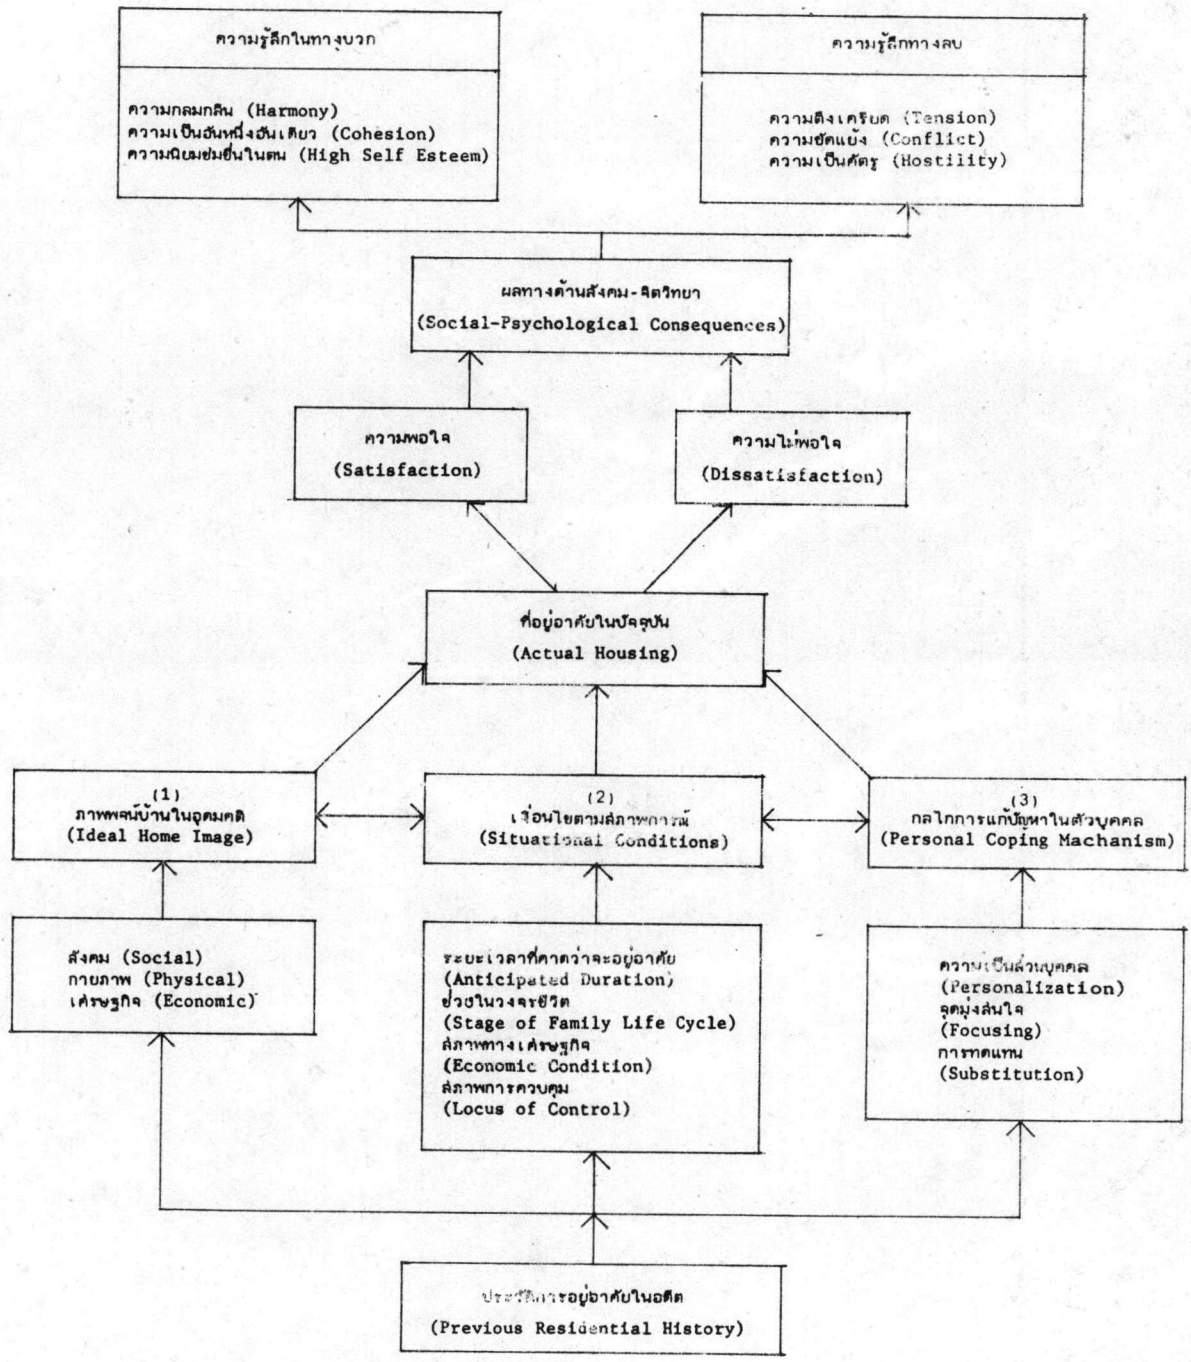 ความรู้สึกในทางบวก
ความกลมกลืน (Harmony)
ความเป็นอันหนึ่งอันเดียว (Cohesion)
ความนิยมชมชื่นในตน (High Self Esteem)
ความรู้สึกทางลบ
ความตึงเครียด (Tension)
ความขัดแย้ง (Conflict)
ความเป็นศัตรู (Hostility)
ผลทางด้านสังคม-จิตวิทยา
(Social-Psychological Consequences)
ความพอใจ
(Satisfaction)
ความไม่พอใจ
(Dissatisfaction)
ที่อยู่อาศัยในปัจจุบัน
(Actual Housing)
(1)
ภาพพจน์บ้านในอุดมคติ
(Ideal Home Image)
(2)
เงื่อนไขตามสภาพการณ์
(Situational Conditions)
(3)
กลไกการแก้ปัญหาในตัวบุคคล
(Personal Coping Machanism)
สังคม (Social)
กายภาพ (Physical)
เศรษฐกิจ (Economic)
ระยะเวลาที่คาดว่าจะอยู่อาศัย
(Anticipated Duration)
ช่วงในวงจรชีวิต
(Stage of Family Life Cycle)
สภาพทางเศรษฐกิจ
(Economic Condition)
สภาพการควบคุม
(Locus of Control)
ความเป็นส่วนบุคคล
(Personalization)
จุดมุ่งสนใจ
(Focusing)
การทดแทน
(Substitution)
ประวัติการอยู่อาศัยในอดีต
(Previous Residential History)